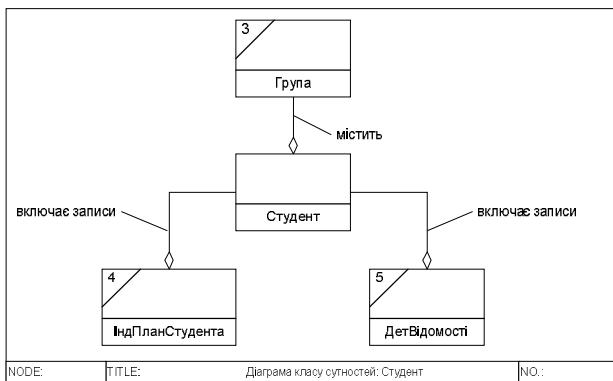 3
Група
містить
Студент
включає записи
включає записи
4
ІндПланСтудента
5
ДетВідомості
NODE:
TITLE:
Діаграма класу сутностей: Студент
NO.: